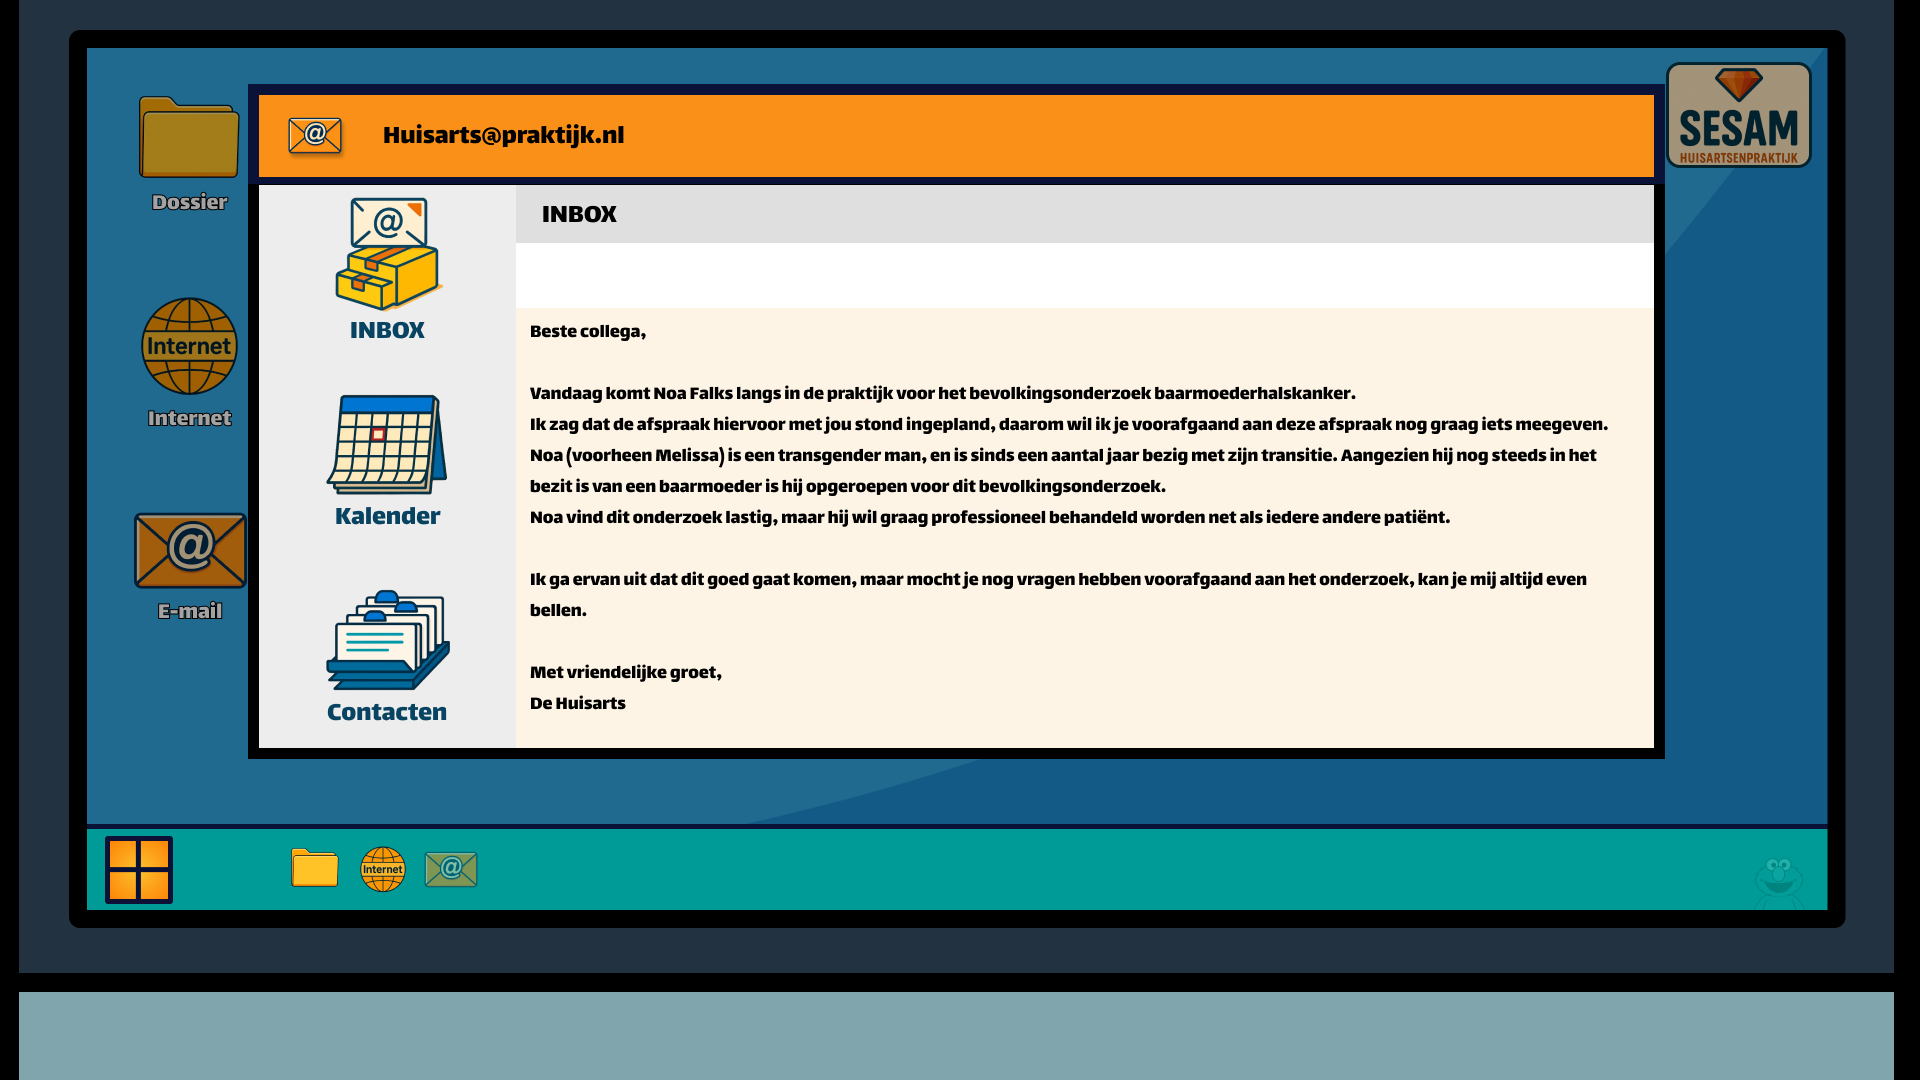 Huisarts@praktijk.nl
SESAM
HUISARTSENPRAKTIJK
Dossier
Internet
Internet
E-mail
INBOX
Kalender
Contacten
INBOX
Beste collega,
Vandaag komt Noa Falks langs in de praktijk voor het bevolkingsonderzoek baarmoederhalskanker.
Ik zag dat de afspraak hiervoor met jou stond ingepland, daarom wil ik je voorafgaand aan deze afspraak nog graag iets meegeven.
Noa (voorheen Melissa) is een transgender man, en is sinds een aantal jaar bezig met zijn transitie. Aangezien hij nog steeds in het
bezit is van een baarmoeder is hij opgeroepen voor dit bevolkingsonderzoek.
Noa vind dit onderzoek lastig, maar hij wil graag professioneel behandeld worden net als iedere andere patiënt.
Ik ga ervan uit dat dit goed gaat komen, maar mocht je nog vragen hebben voorafgaand aan het onderzoek, kan je mij altijd even
bellen.
Met vriendelijke groet,
De Huisarts
Internet